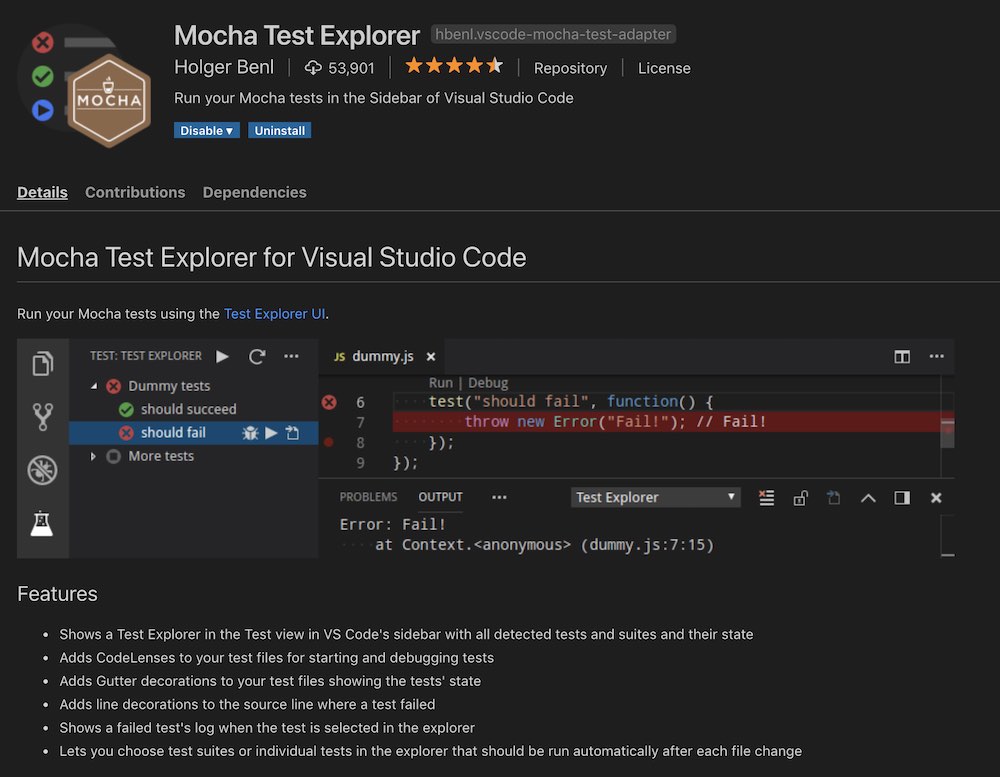 Mocha Test Explorer hbenl.vscode-mocha-test-adapter
Holger Benl 53,901 Repository License
MOCHA
Run your Mocha tests in the Sidebar of Visual Studio Code
Disable ▾ Uninstall
Details Contributions Dependencies
Mocha Test Explorer for Visual Studio Code
Run your Mocha tests using the Test Explorer UI.
TEST: TEST EXPLORER
Dummy tests
should succeed
should fail
More tests
JS dummy.js
Run | Debug
6 test("should fail", function() {
7 throw new Error("Fail!"); // Fail!
8 });
9 });
PROBLEMS OUTPUT ... Test Explorer
Error: Fail!
at Context.<anonymous> (dummy.js:7:15)
Features
• Shows a Test Explorer in the Test view in VS Code's sidebar with all detected tests and suites and their state
• Adds CodeLenses to your test files for starting and debugging tests
• Adds Gutter decorations to your test files showing the tests' state
• Adds line decorations to the source line where a test failed
• Shows a failed test's log when the test is selected in the explorer
• Lets you choose test suites or individual tests in the explorer that should be run automatically after each file change